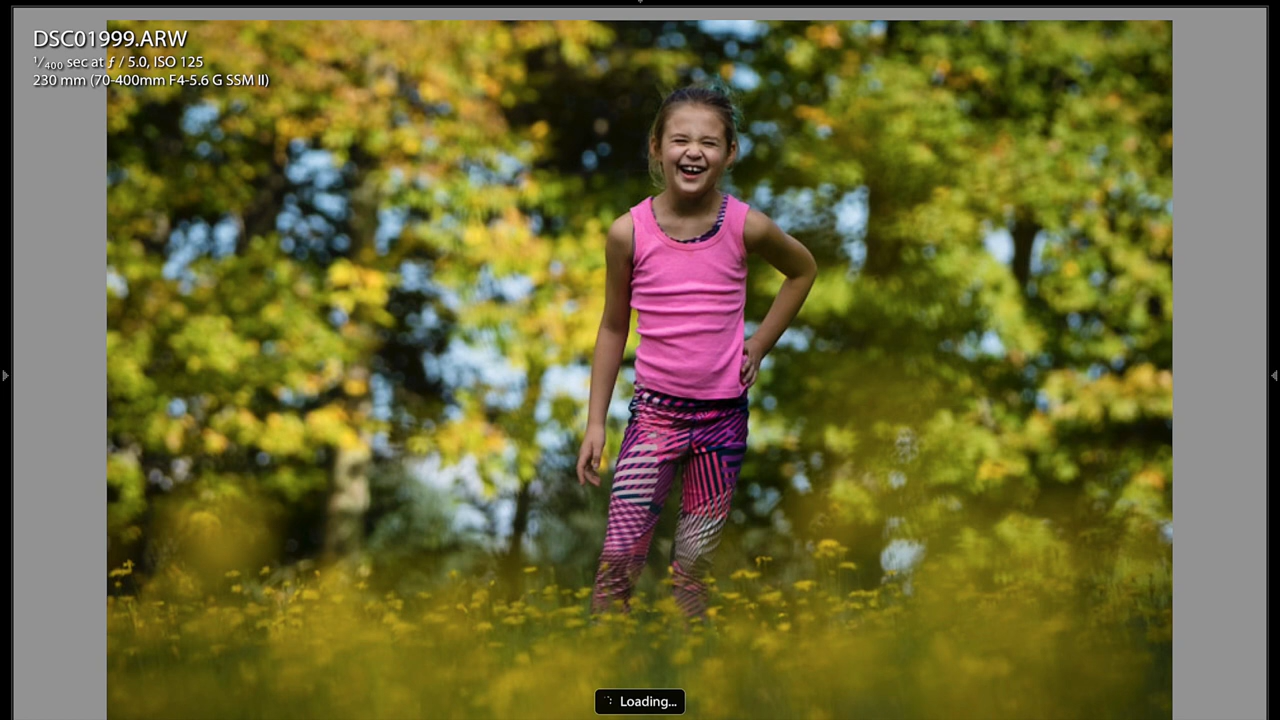 DSC01999.ARW
1/400 sec at ƒ / 5.0, ISO 125
230 mm (70-400mm F4-5.6 G SSM II)
Loading...